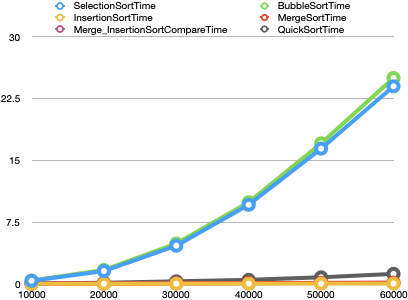 SelectionSortTime BubbleSortTime
InsertionSortTime MergeSortTime
Merge_InsertionSortCompareTime QuickSortTime
30
22.5
15
7.5
0
10000 20000 30000 40000 50000 60000